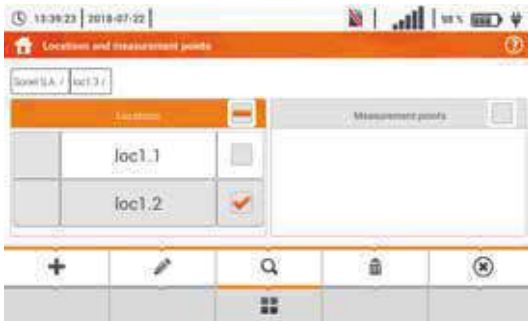 13:39:23 2018-07-22
Locations and measurement points
Sonel S.A. / loc1.3 /
Locations
Measurement points
loc1.1
loc1.2